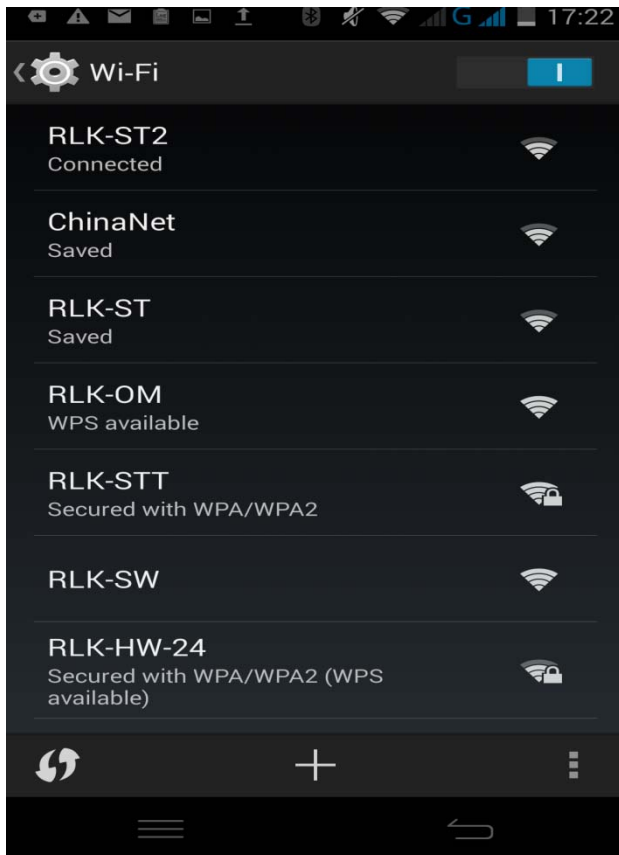 G 17:22
Wi-Fi
RLK-ST2
Connected
ChinaNet
Saved
RLK-ST
Saved
RLK-OM
WPS available
RLK-STT
Secured with WPA/WPA2
RLK-SW
RLK-HW-24
Secured with WPA/WPA2 (WPS
available)